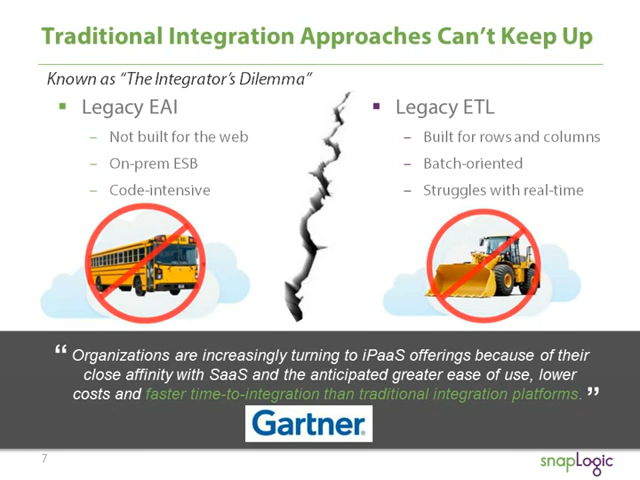 Traditional Integration Approaches Can't Keep Up
Known as "The Integrator's Dilemma"
Legacy EAI
– Not built for the web
– On-prem ESB
– Code-intensive
Legacy ETL
– Built for rows and columns
– Batch-oriented
– Struggles with real-time
“ Organizations are increasingly turning to iPaaS offerings because of their
close affinity with SaaS and the anticipated greater ease of use, lower
costs and faster time-to-integration than traditional integration platforms. ”
Gartner
7
snapLogic